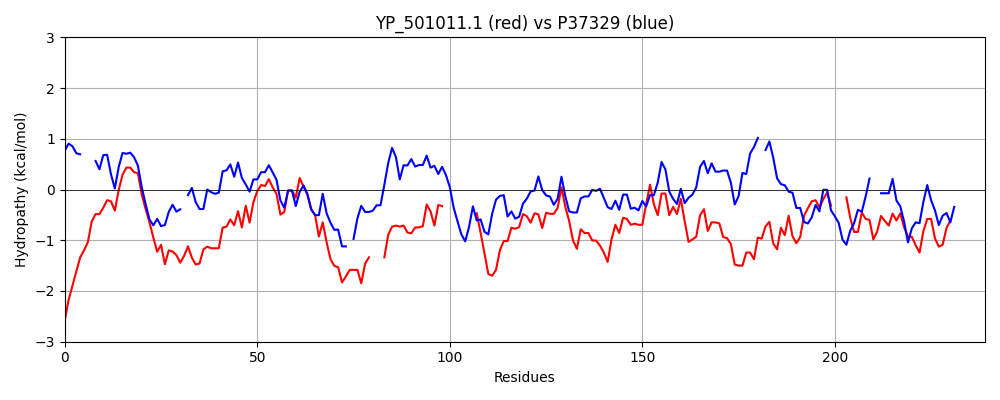 YP_501011.1 (red) vs P37329 (blue)
Hydropathy (kcal/mol)
3
2
1
0
−1
−2
−3
0 50 100 150 200
Residues